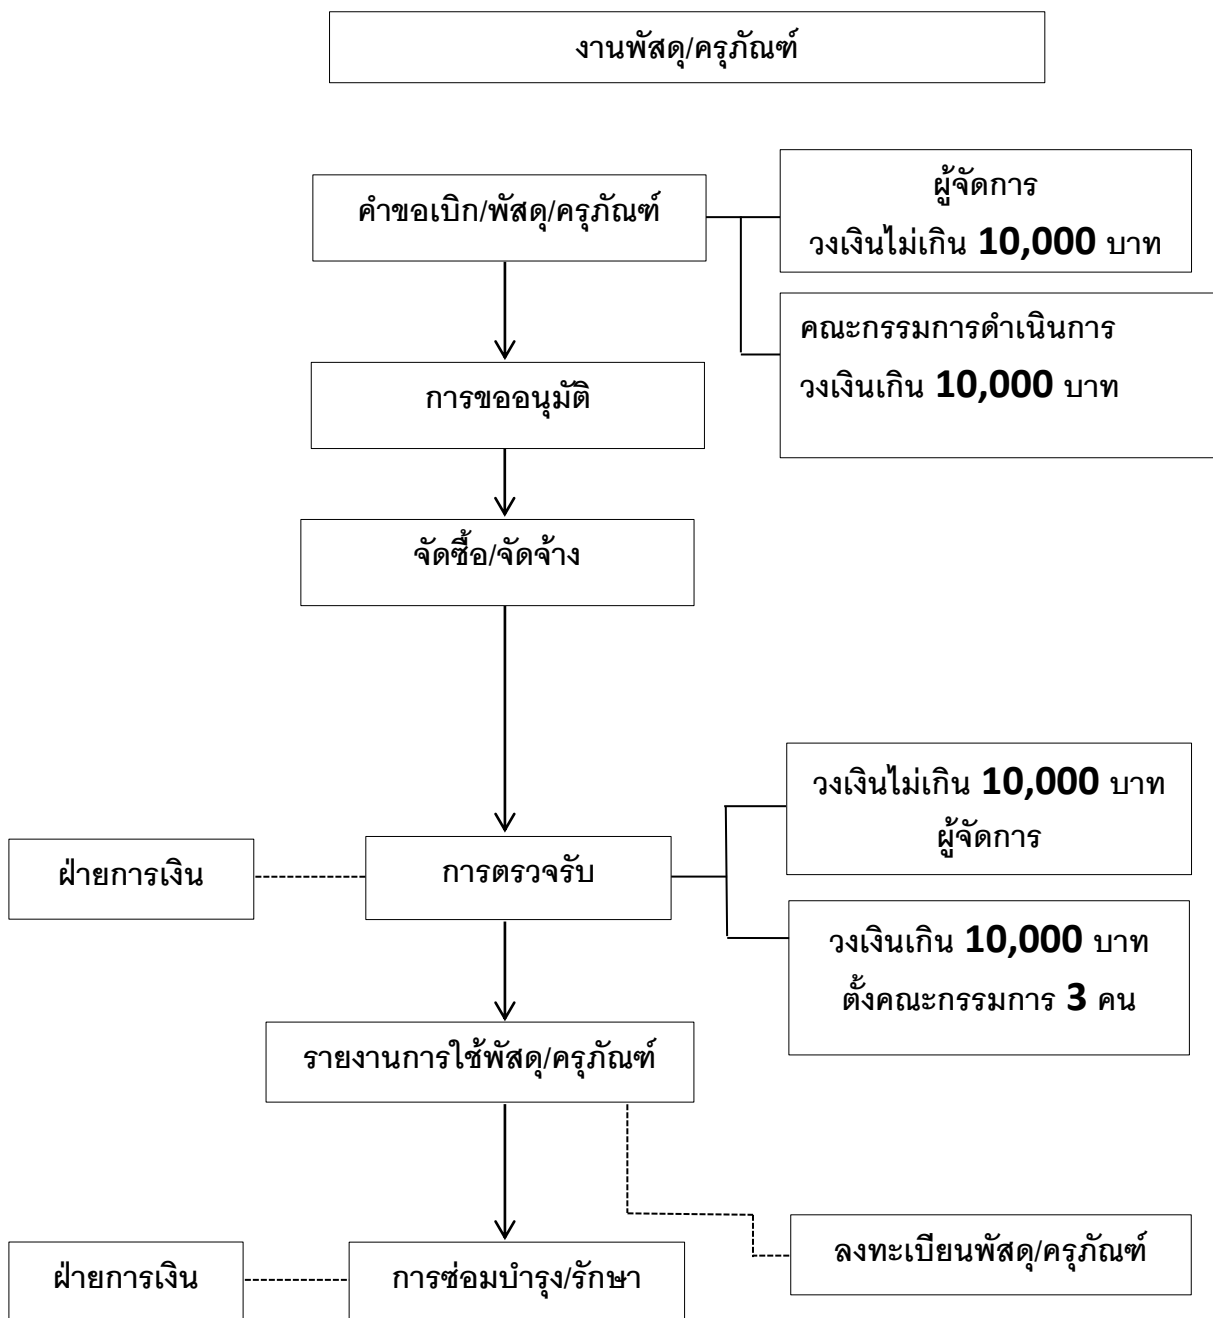 งานพัสดุ/ครุภัณฑ์
คำขอเบิก/พัสดุ/ครุภัณฑ์
ผู้จัดการ
วงเงินไม่เกิน 10,000 บาท
คณะกรรมการดำเนินการ
วงเงินเกิน 10,000 บาท
การขออนุมัติ
จัดซื้อ/จัดจ้าง
วงเงินไม่เกิน 10,000 บาท
ผู้จัดการ
ฝ่ายการเงิน
การตรวจรับ
วงเงินเกิน 10,000 บาท
ตั้งคณะกรรมการ 3 คน
รายงานการใช้พัสดุ/ครุภัณฑ์
ลงทะเบียนพัสดุ/ครุภัณฑ์
ฝ่ายการเงิน
การซ่อมบำรุง/รักษา